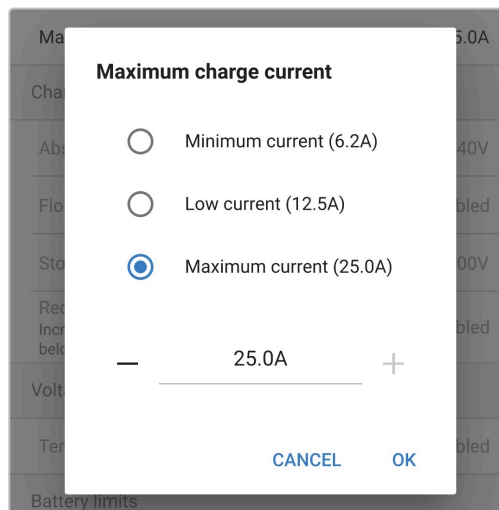 Maximum charge current
Minimum current (6.2A)
Low current (12.5A)
Maximum current (25.0A)
− 25.0A +
CANCEL OK
Battery limits